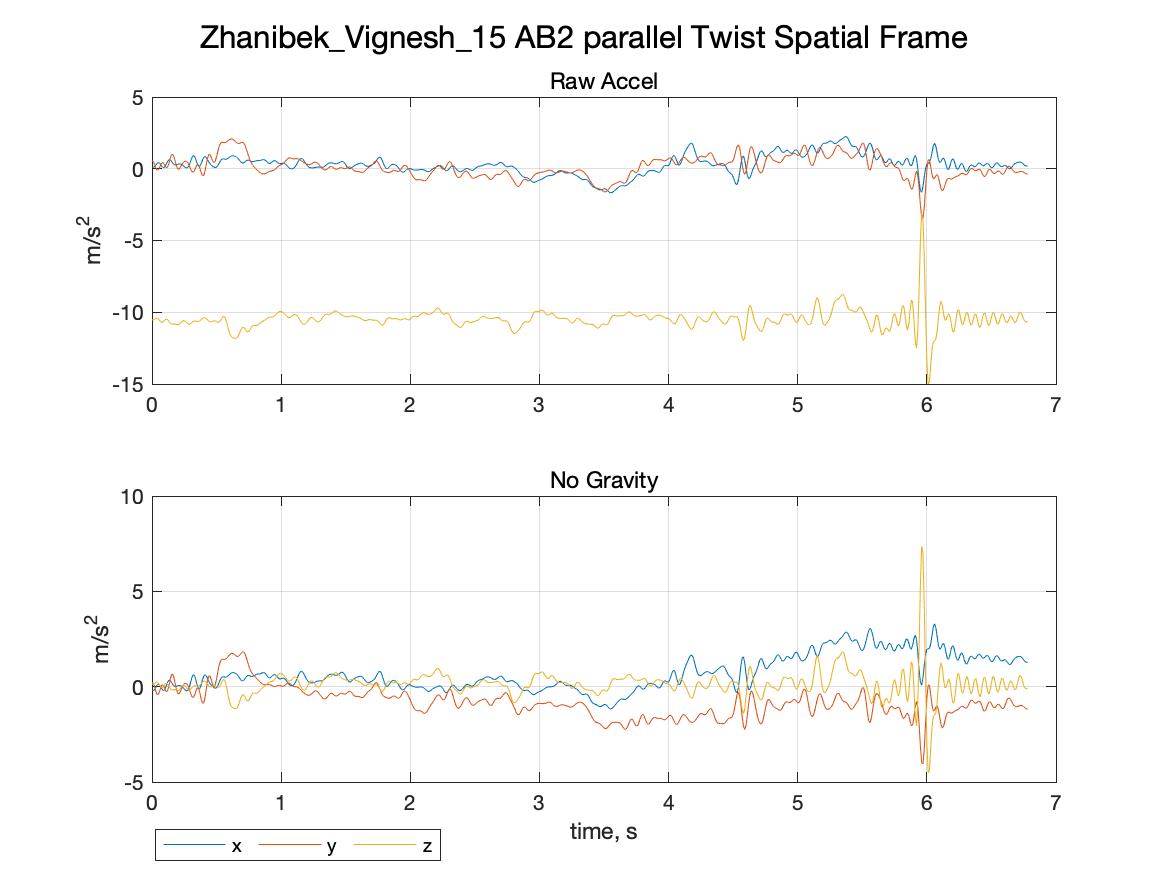 Zhanibek_Vignesh_15 AB2 parallel Twist Spatial Frame
Raw Accel
5
0
-5
-10
-15
m/s²
0 1 2 3 4 5 6 7
No Gravity
10
5
0
-5
m/s²
0 1 2 3 4 5 6 7
time, s
x y z